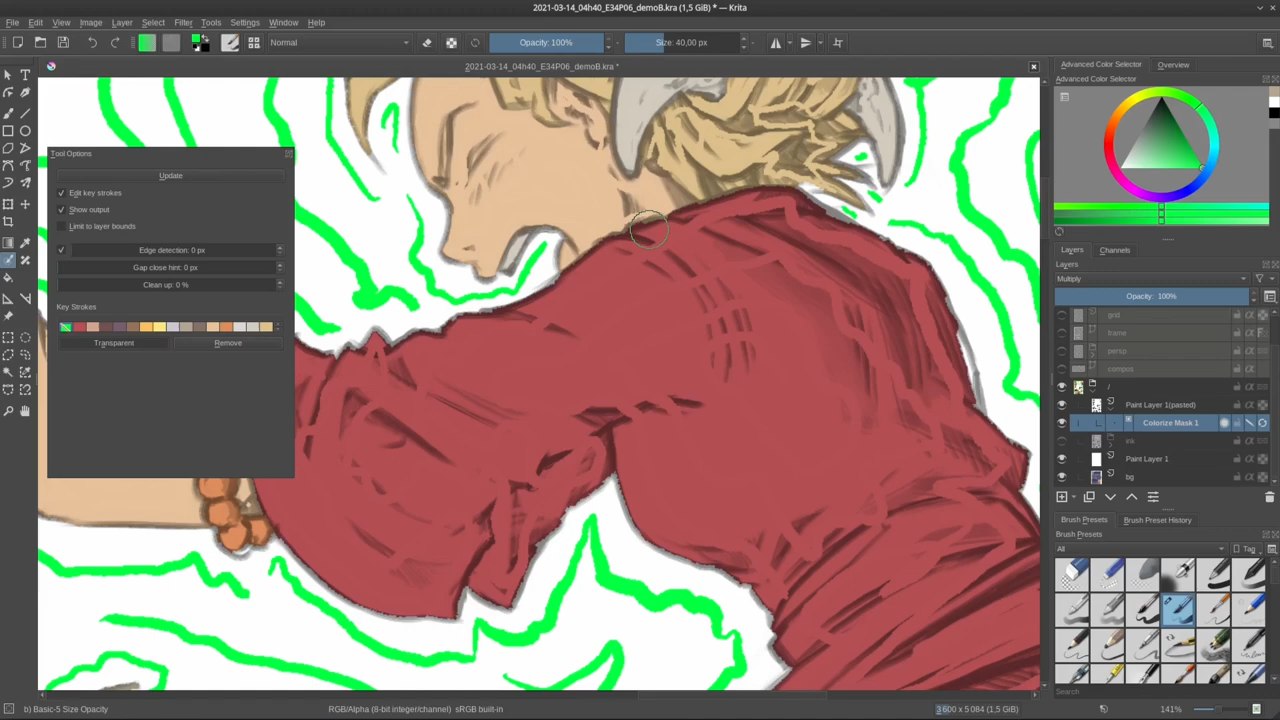 2021-03-14_04h40_E34P06_demoB.kra (1,5 GiB) * — Krita
File Edit View Image Layer Select Filter Tools Settings Window Help
Normal Opacity: 100% Size: 40,00 px
2021-03-14_04h40_E34P06_demoB.kra *
Advanced Color Selector Overview
Advanced Color Selector
Tool Options
Update
Edit key strokes
Show output
Limit to layer bounds
Edge detection: 0 px
Gap close hint: 0 px
Clean up: 0 %
Key Strokes
Transparent Remove
Layers Channels
Layers
Multiply
Opacity: 100%
grid
frame
persp
compos
/
Paint Layer 1(pasted)
Colorize Mask 1
ink
Paint Layer 1
bg
Brush Presets Brush Preset History
Brush Presets
All Tag
Search
b) Basic-5 Size Opacity RGB/Alpha (8-bit integer/channel) sRGB built-in 3 600 x 5 084 (1,5 GiB) 141%